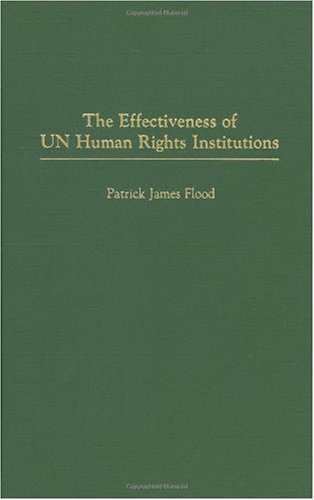 The Effectiveness of
UN Human Rights Institutions
Patrick James Flood